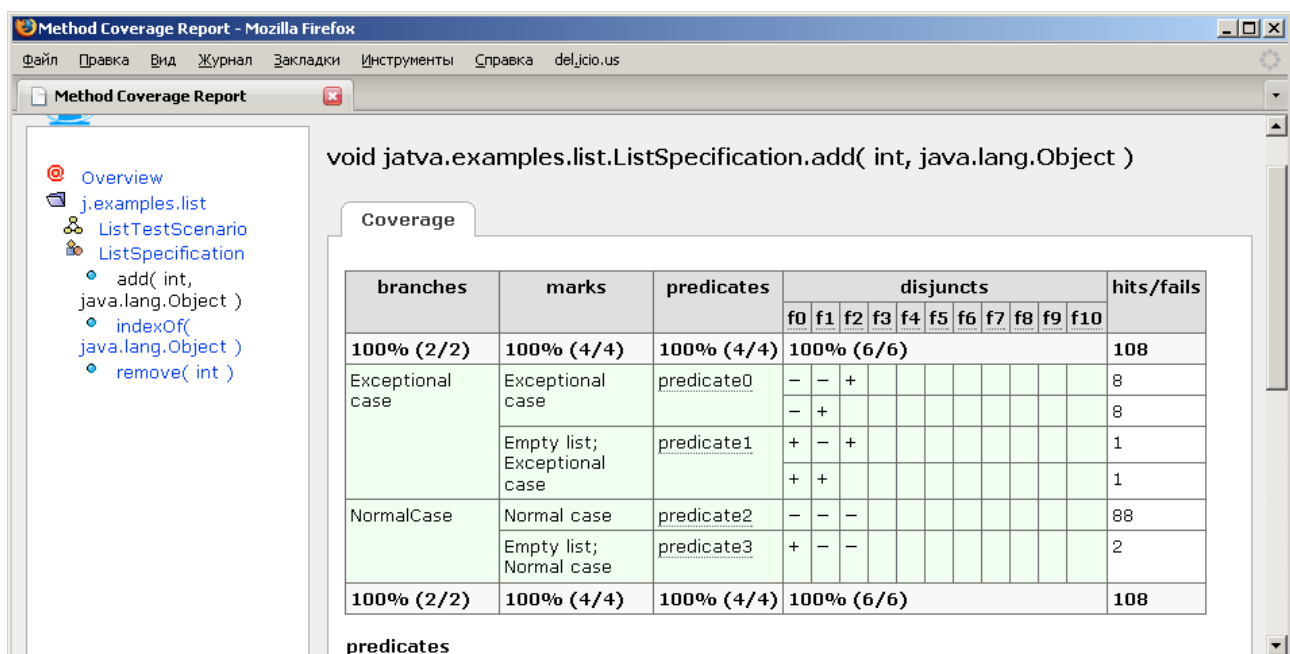 Method Coverage Report - Mozilla Firefox
Файл Правка Вид Журнал Закладки Инструменты Справка del.icio.us
Method Coverage Report
Overview
j.examples.list
ListTestScenario
ListSpecification
add( int,
java.lang.Object )
indexOf(
java.lang.Object )
remove( int )
void jatva.examples.list.ListSpecification.add( int, java.lang.Object )
Coverage
branches marks predicates disjuncts hits/fails
f0 f1 f2 f3 f4 f5 f6 f7 f8 f9 f10
100% (2/2) 100% (4/4) 100% (4/4) 100% (6/6) 108
Exceptional Exceptional predicate0 − − + 8
case case
− + 8
Empty list; predicate1 + − + 1
Exceptional
case + + 1
NormalCase Normal case predicate2 − − − 88
Empty list; predicate3 + − − 2
Normal case
100% (2/2) 100% (4/4) 100% (4/4) 100% (6/6) 108
predicates